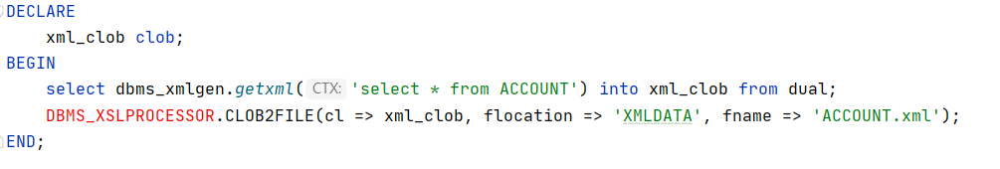 DECLARE
    xml_clob clob;
BEGIN
    select dbms_xmlgen.getxml( CTX: 'select * from ACCOUNT') into xml_clob from dual;
    DBMS_XSLPROCESSOR.CLOB2FILE(cl => xml_clob, flocation => 'XMLDATA', fname => 'ACCOUNT.xml');
END;